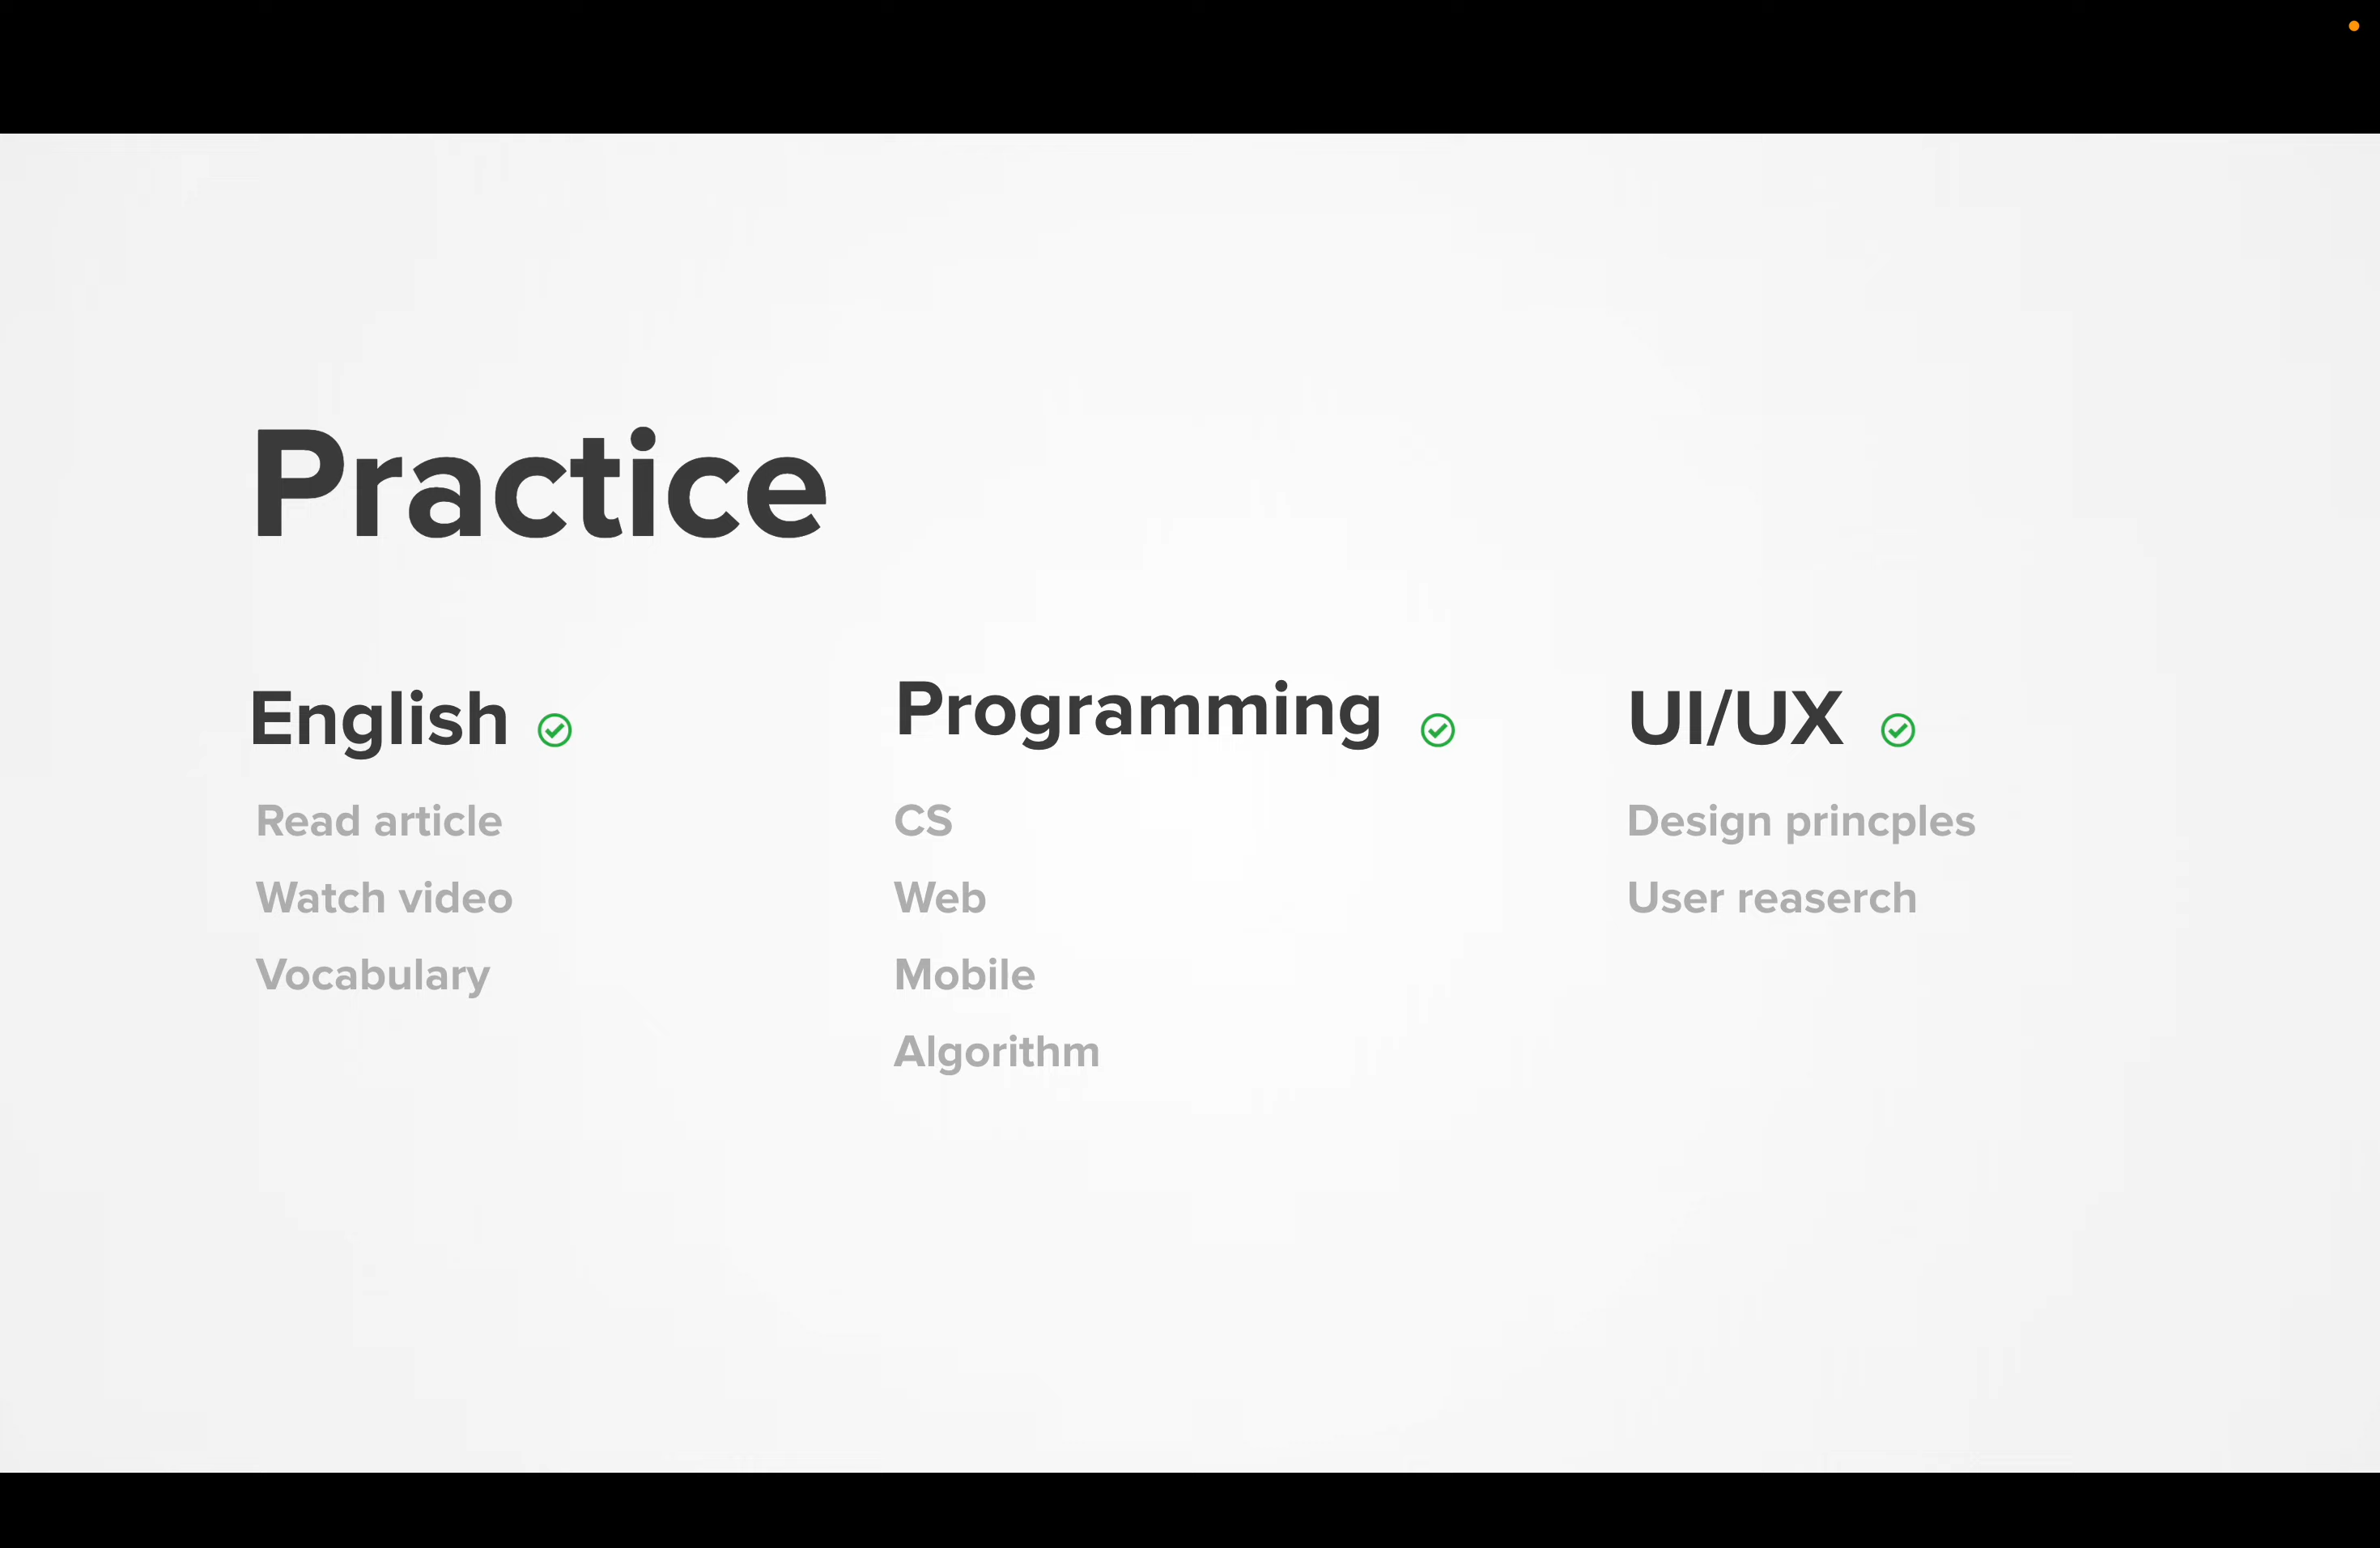 Practice
English
Read article
Watch video
Vocabulary
Programming
CS
Web
Mobile
Algorithm
UI/UX
Design princples
User reaserch